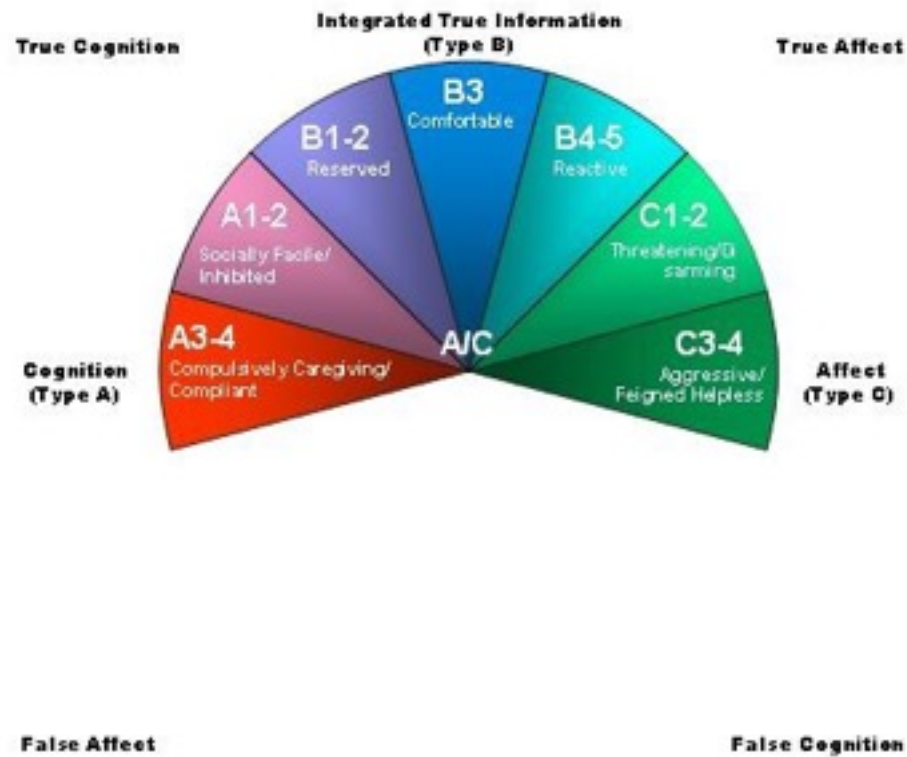 Integrated True Information
(Type B)
True Cognition
True Affect
B3
Comfortable
B1-2
Reserved
B4-5
Reactive
A1-2
Socially Facile/
Inhibited
C1-2
Threatening/Di
sarming
A3-4
Compulsively Caregiving/
Compliant
A/C
C3-4
Aggressive/
Feigned Helpless
Cognition
(Type A)
Affect
(Type C)
False Affect
False Cognition